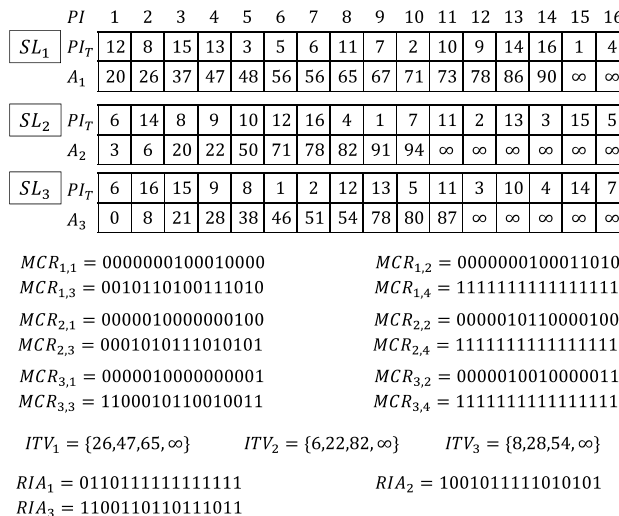 PI 1 2 3 4 5 6 7 8 9 10 11 12 13 14 15 16
SL₁ PI_T 12 8 15 13 3 5 6 11 7 2 10 9 14 16 1 4
A₁ 20 26 37 47 48 56 56 65 67 71 73 78 86 90 ∞ ∞
SL₂ PI_T 6 14 8 9 10 12 16 4 1 7 11 2 13 3 15 5
A₂ 3 6 20 22 50 71 78 82 91 94 ∞ ∞ ∞ ∞ ∞ ∞
SL₃ PI_T 6 16 15 9 8 1 2 12 13 5 11 3 10 4 14 7
A₃ 0 8 21 28 38 46 51 54 78 80 87 ∞ ∞ ∞ ∞ ∞
MCR₁,₁ = 0000000100010000 MCR₁,₂ = 0000000100011010
MCR₁,₃ = 0010110100111010 MCR₁,₄ = 1111111111111111
MCR₂,₁ = 0000010000000100 MCR₂,₂ = 0000010110000100
MCR₂,₃ = 0001010111010101 MCR₂,₄ = 1111111111111111
MCR₃,₁ = 0000010000000001 MCR₃,₂ = 0000010010000011
MCR₃,₃ = 1100010110010011 MCR₃,₄ = 1111111111111111
ITV₁ = {26,47,65,∞} ITV₂ = {6,22,82,∞} ITV₃ = {8,28,54,∞}
RIA₁ = 0110111111111111 RIA₂ = 1001011111010101
RIA₃ = 1100110110111011